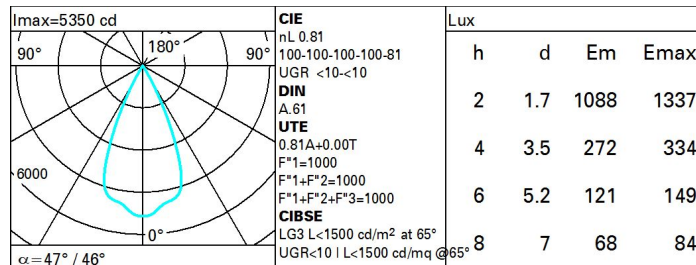 Imax=5350 cd
90° 180° 90°
6000
0°
α=47° / 46°
CIE
nL 0.81
100-100-100-100-81
UGR <10-<10
DIN
A.61
UTE
0.81A+0.00T
F"1=1000
F"1+F"2=1000
F"1+F"2+F"3=1000
CIBSE
LG3 L<1500 cd/m² at 65°
UGR<10 | L<1500 cd/mq @65°
Lux
h d Em Emax
2 1.7 1088 1337
4 3.5 272 334
6 5.2 121 149
8 7 68 84